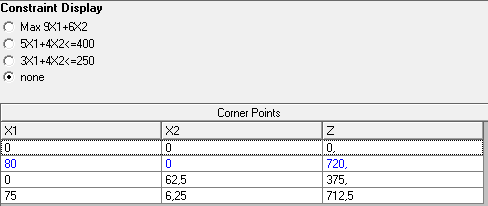 Constraint Display
Max 9X1+6X2
5X1+4X2<=400
3X1+4X2<=250
none
Corner Points
X1 X2 Z
0 0 0,
80 0 720,
0 62,5 375,
75 6,25 712,5